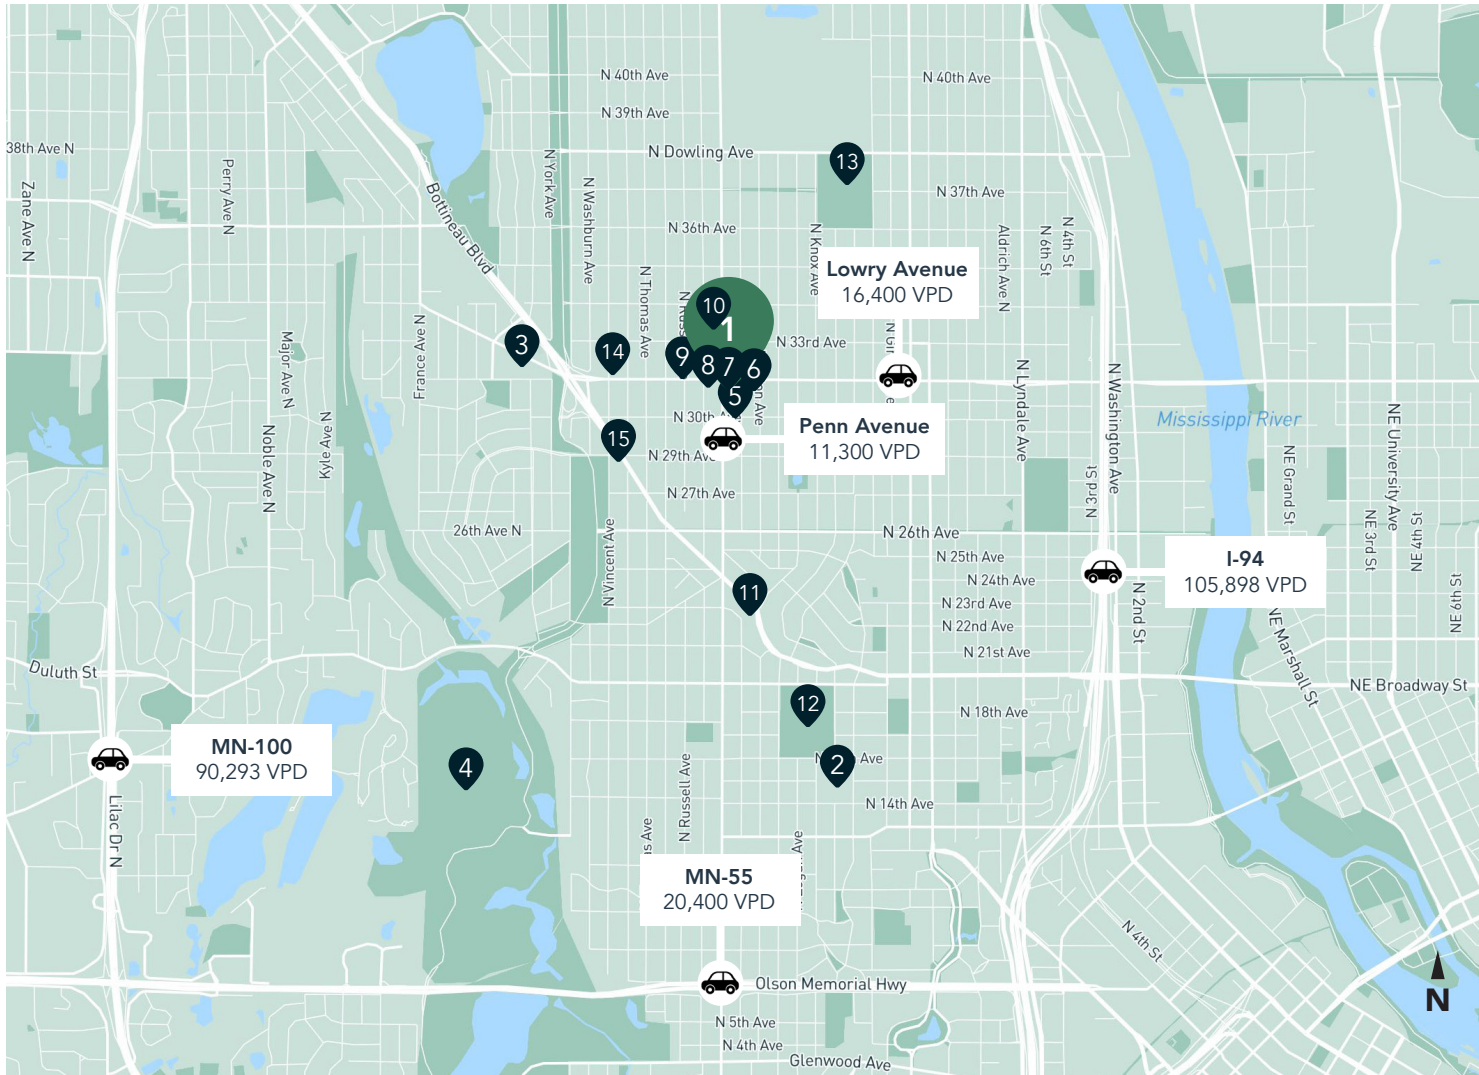 N 40th Ave
N 40th Ave
N 39th Ave
38th Ave N
N Dowling Ave
13
Zane Ave N
Perry Ave N
Bottineau Blvd
N York Ave
N Washburn Ave
N 37th Ave
N 36th Ave
N Knox Ave
Aldrich Ave N
N 6th St
N 4th St
Lowry Avenue
16,400 VPD
N Thomas Ave
10
1
France Ave N
Major Ave N
3
14
9
8
7
6
5
N 33rd Ave
N Lyndale Ave
N Washington Ave
Mississippi River
Noble Ave N
Kyle Ave N
15
N 30th Ave
Penn Avenue
11,300 VPD
N 29th Ave
N 27th Ave
N 3rd St
NE Grand St
NE University Ave
NE 3rd St
NE 4th St
NE 6th St
26th Ave N
N 26th Ave
N Vincent Ave
N 25th Ave
N 24th Ave
N 23rd Ave
N 22nd Ave
N 21st Ave
I-94
105,898 VPD
N 2nd St
NE Marshall St
11
Duluth St
NE Broadway St
12
N 18th Ave
2
Ave
4
MN-100
90,293 VPD
N Russell Ave
N 14th Ave
Lilac Dr N
MN-55
20,400 VPD
N 4th St
Olson Memorial Hwy
N
N 5th Ave
N 4th Ave
Glenwood Ave